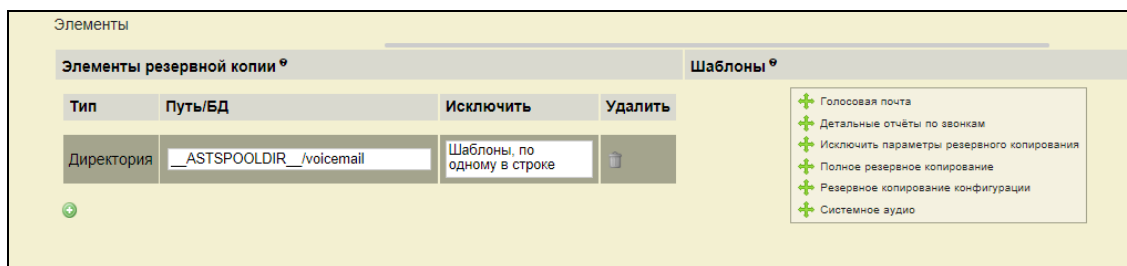 Элементы
Элементы резервной копии
Шаблоны
Тип Путь/БД Исключить Удалить
Директория __ASTSPOOLDIR__/voicemail Шаблоны, по
одному в строке
Голосовая почта
Детальные отчёты по звонкам
Исключить параметры резервного копирования
Полное резервное копирование
Резервное копирование конфигурации
Системное аудио